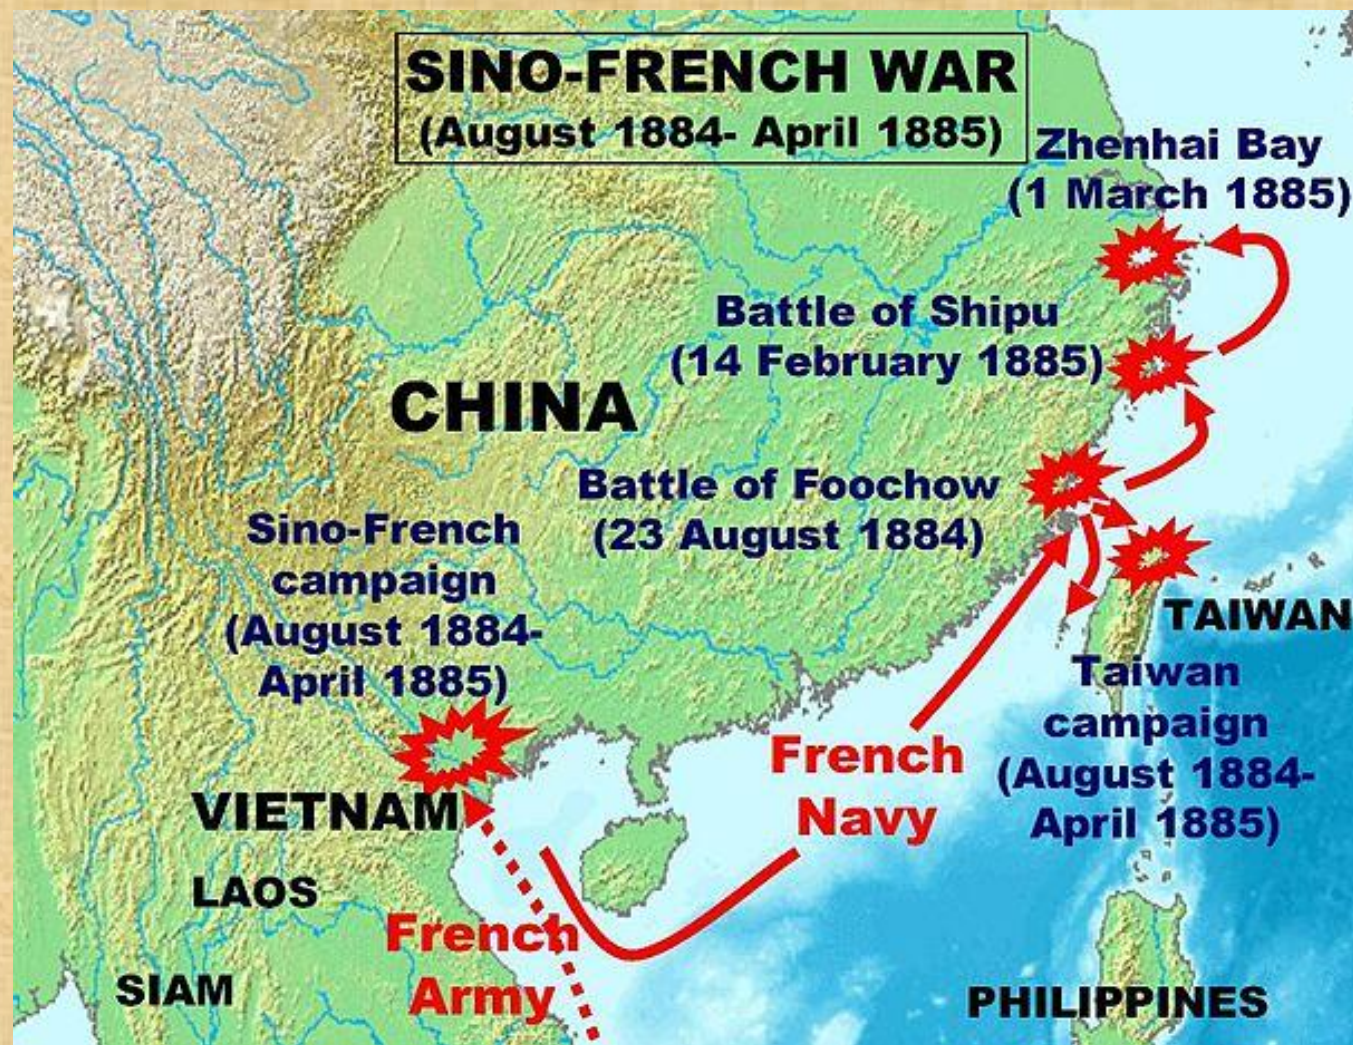 SINO-FRENCH WAR
(August 1884- April 1885)
Zhenhai Bay
(1 March 1885)
Battle of Shipu
(14 February 1885)
CHINA
Battle of Foochow
(23 August 1884)
Sino-French
campaign
(August 1884-
April 1885)
TAIWAN
Taiwan
campaign
(August 1884-
April 1885)
French
Navy
VIETNAM
LAOS
French
Army
SIAM
PHILIPPINES